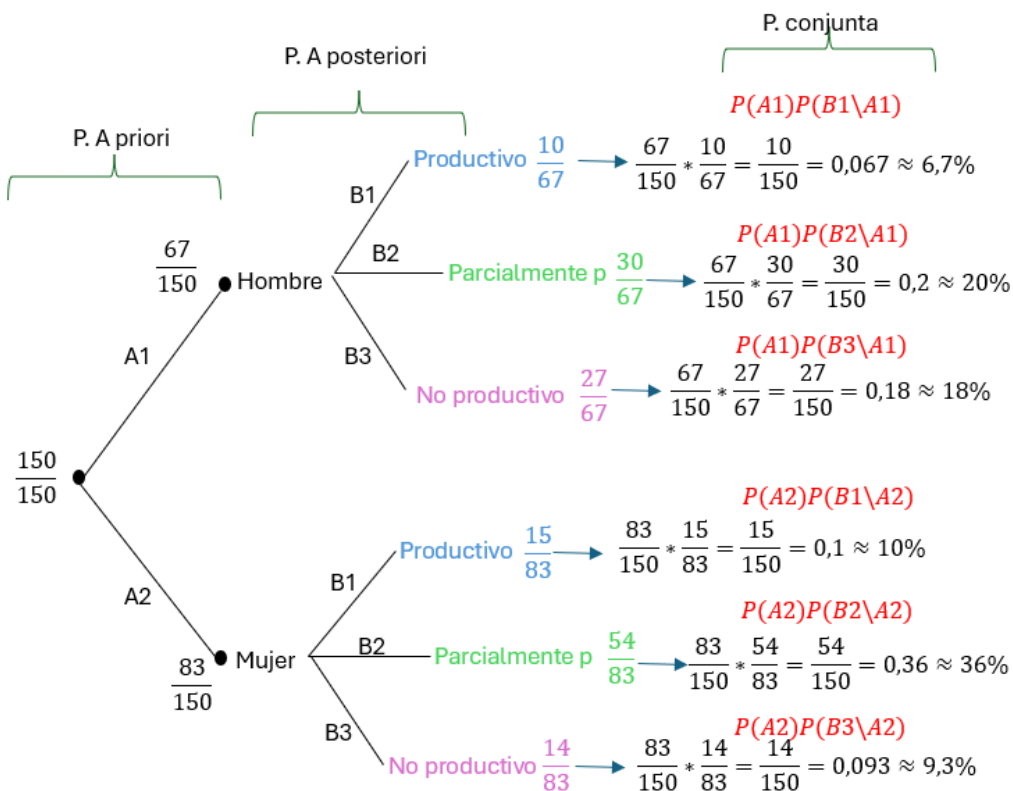 P. conjunta
P. A posteriori
P. A priori
P(A1)P(B1\A1)
Productivo 10/67
67/150 * 10/67 = 10/150 = 0,067 ≈ 6,7%
B1
P(A1)P(B2\A1)
67/150
Hombre
B2
Parcialmente p 30/67
67/150 * 30/67 = 30/150 = 0,2 ≈ 20%
A1
B3
P(A1)P(B3\A1)
No productivo 27/67
67/150 * 27/67 = 27/150 = 0,18 ≈ 18%
150/150
P(A2)P(B1\A2)
Productivo 15/83
83/150 * 15/83 = 15/150 = 0,1 ≈ 10%
A2
B1
P(A2)P(B2\A2)
83/150
Mujer
B2
Parcialmente p 54/83
83/150 * 54/83 = 54/150 = 0,36 ≈ 36%
B3
P(A2)P(B3\A2)
No productivo 14/83
83/150 * 14/83 = 14/150 = 0,093 ≈ 9,3%